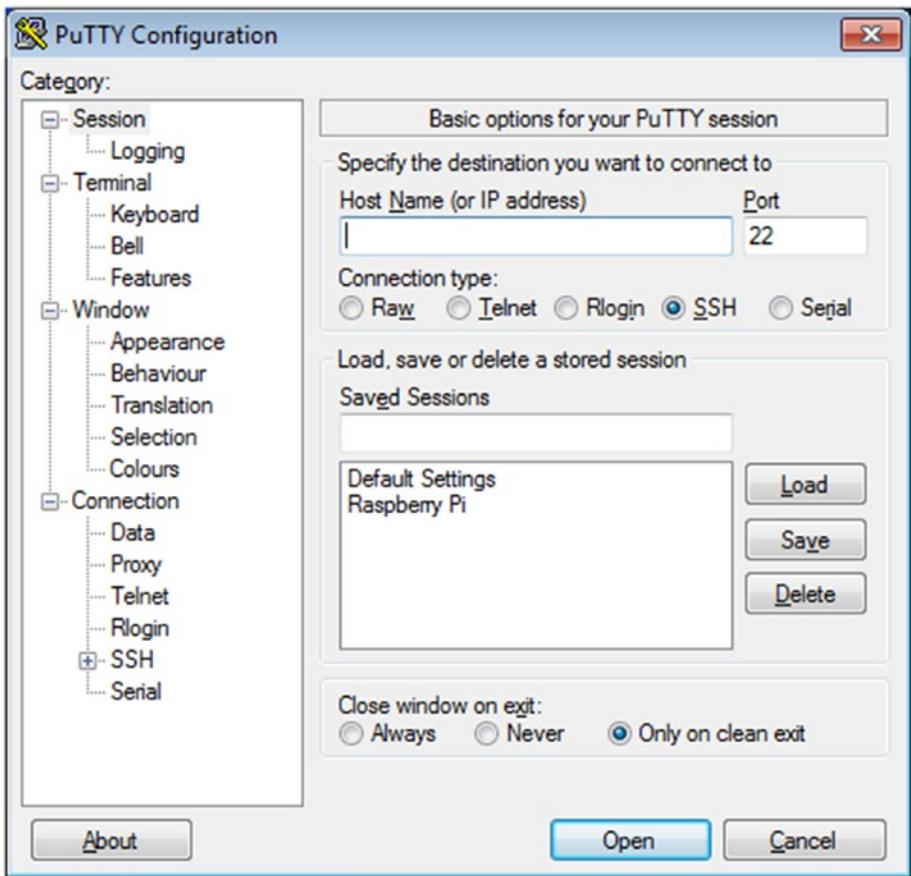 PuTTY Configuration
Category:
Session
Logging
Terminal
Keyboard
Bell
Features
Window
Appearance
Behaviour
Translation
Selection
Colours
Connection
Data
Proxy
Telnet
Rlogin
SSH
Serial
Basic options for your PuTTY session
Specify the destination you want to connect to
Host Name (or IP address) Port
22
Connection type:
Raw Telnet Rlogin SSH Serial
Load, save or delete a stored session
Saved Sessions
Default Settings
Raspberry Pi
Load
Save
Delete
Close window on exit:
Always Never Only on clean exit
About Open Cancel